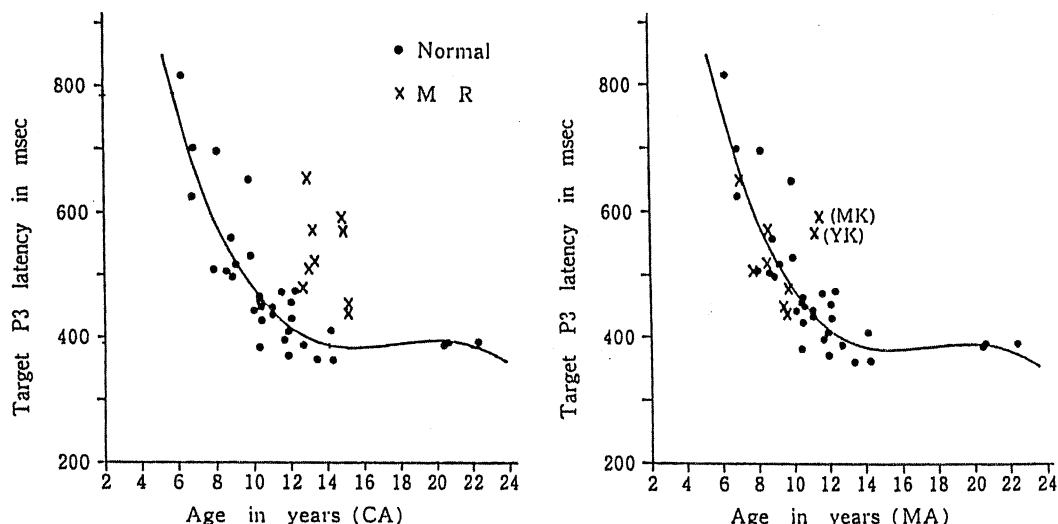 Target P3 latency in msec
800
600
400
200
● Normal
× M R
2 4 6 8 10 12 14 16 18 20 22 24
Age in years (CA)
Target P3 latency in msec
800
600
400
200
×(MK)
×(YK)
2 4 6 8 10 12 14 16 18 20 22 24
Age in years (MA)